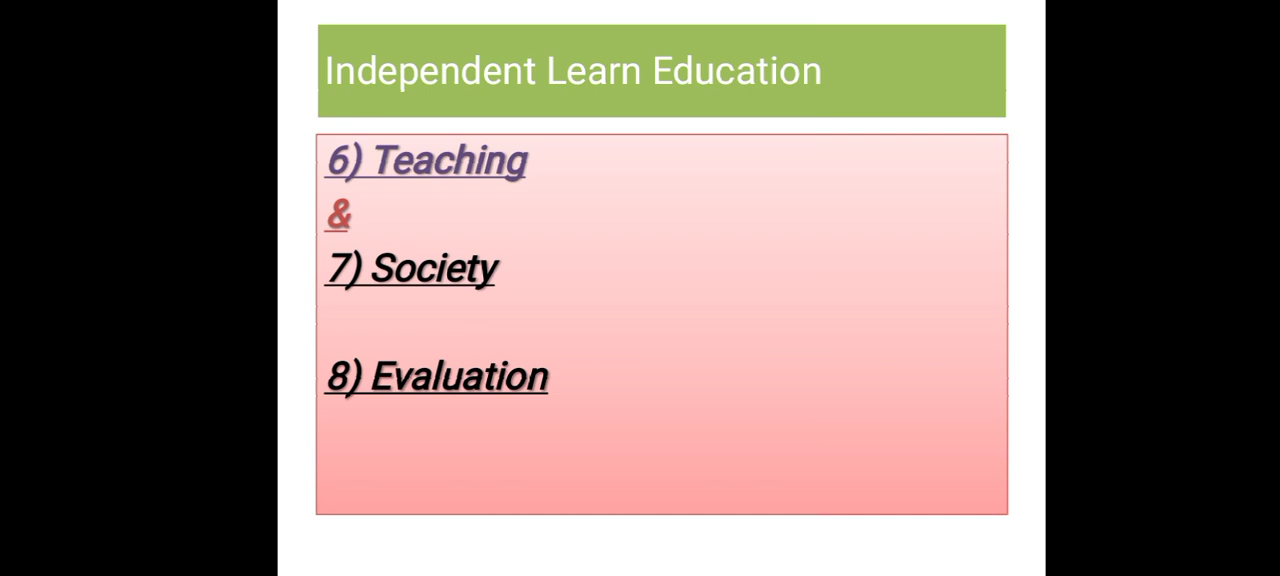 Independent Learn Education
6) Teaching
&
7) Society
8) Evaluation